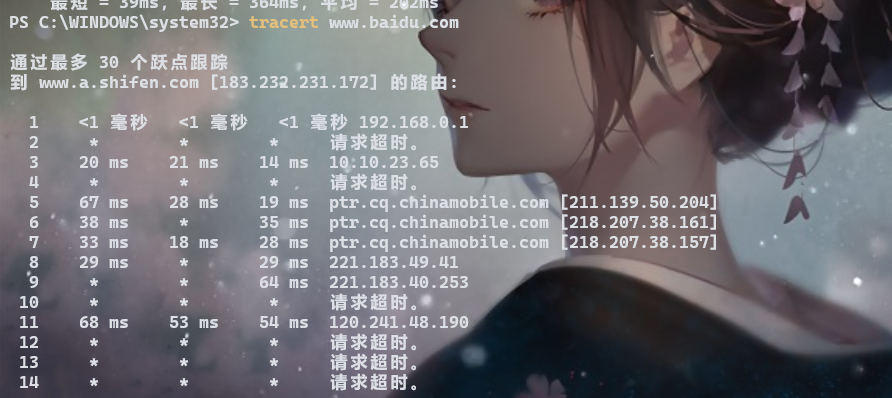 最短 = 39ms, 最长 = 364ms, 平均 = 202ms
PS C:\WINDOWS\system32> tracert www.baidu.com
通过最多 30 个跃点跟踪
到 www.a.shifen.com [183.232.231.172] 的路由:
1 <1 毫秒 <1 毫秒 <1 毫秒 192.168.0.1
2 * * * 请求超时。
3 20 ms 21 ms 14 ms 10.10.23.65
4 * * * 请求超时。
5 67 ms 28 ms 19 ms ptr.cq.chinamobile.com [211.139.50.204]
6 38 ms * 35 ms ptr.cq.chinamobile.com [218.207.38.161]
7 33 ms 18 ms 28 ms ptr.cq.chinamobile.com [218.207.38.157]
8 29 ms * 29 ms 221.183.49.41
9 * * 64 ms 221.183.40.253
10 * * * 请求超时。
11 68 ms 53 ms 54 ms 120.241.48.190
12 * * * 请求超时。
13 * * * 请求超时。
14 * * * 请求超时。